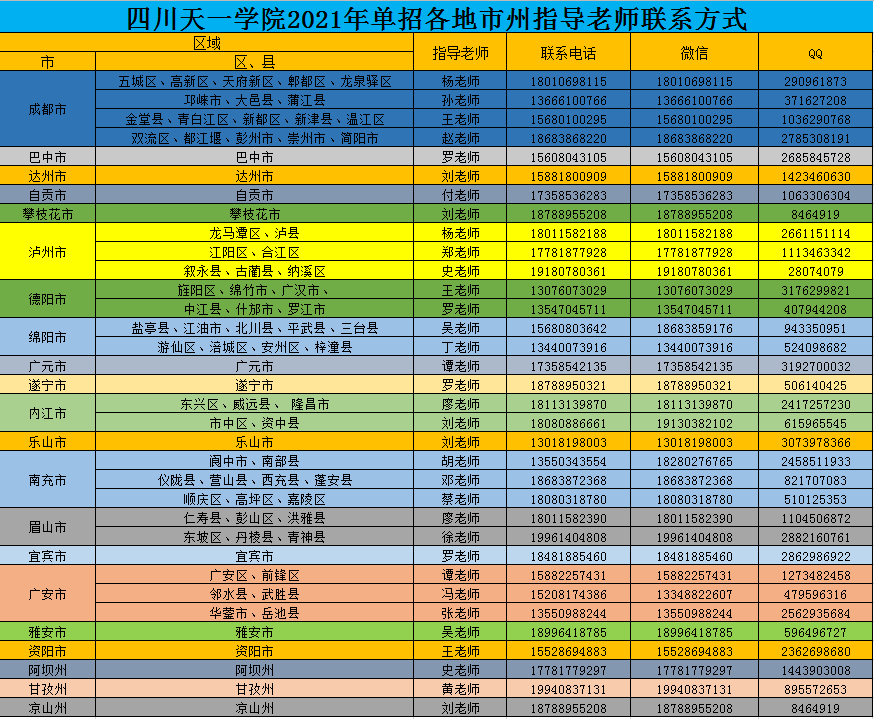 四川天一学院2021年单招各地市州指导老师联系方式
区域 指导老师 联系电话 微信 QQ
市 区、县
成都市 五城区、高新区、天府新区、郫都区、龙泉驿区 杨老师 18010698115 18010698115 290961873
邛崃市、大邑县、蒲江县 孙老师 13666100766 13666100766 371627208
金堂县、青白江区、新都区、新津县、温江区 王老师 15680100295 15680100295 1036290768
双流区、都江堰、彭州市、崇州市、简阳市 赵老师 18683868220 18683868220 2785308191
巴中市 巴中市 罗老师 15608043105 15608043105 2685845728
达州市 达州市 刘老师 15881800909 15881800909 1423460630
自贡市 自贡市 付老师 17358536283 17358536283 1063306304
攀枝花市 攀枝花市 刘老师 18788955208 18788955208 8464919
泸州市 龙马潭区、泸县 杨老师 18011582188 18011582188 2661151114
江阳区、合江区 郑老师 17781877928 17781877928 1113463342
叙永县、古蔺县、纳溪区 史老师 19180780361 19180780361 28074079
德阳市 旌阳区、绵竹市、广汉市、 王老师 13076073029 13076073029 3176299821
中江县、什邡市、罗江市 罗老师 13547045711 13547045711 407944208
绵阳市 盐亭县、江油市、北川县、平武县、三台县 吴老师 15680803642 18683859176 943350951
游仙区、涪城区、安州区、梓潼县 丁老师 13440073916 13440073916 524098682
广元市 广元市 谭老师 17358542135 17358542135 3192700032
遂宁市 遂宁市 罗老师 18788950321 18788950321 506140425
内江市 东兴区、威远县、 隆昌市 廖老师 18113139870 18113139870 2417257230
市中区、资中县 刘老师 18080886661 19130382102 615965545
乐山市 乐山市 刘老师 13018198003 13018198003 3073978366
南充市 阆中市、南部县 胡老师 13550343554 18280276765 2458511933
仪陇县、营山县、西充县、蓬安县 邓老师 18683872368 18683872368 821707083
顺庆区、高坪区、嘉陵区 蔡老师 18080318780 18080318780 510125353
眉山市 仁寿县、彭山区、洪雅县 廖老师 18011582390 18011582390 1104506872
东坡区、丹棱县、青神县 徐老师 19961404808 19961404808 2882160761
宜宾市 宜宾市 罗老师 18481885460 18481885460 2862986922
广安市 广安区、前锋区 谭老师 15882257431 15882257431 1273482458
邻水县、武胜县 冯老师 15208174386 13348822607 479596316
华蓥市、岳池县 张老师 13550988244 13550988244 2562935684
雅安市 雅安市 吴老师 18996418785 18996418785 596496727
资阳市 资阳市 王老师 15528694883 15528694883 2362698680
阿坝州 阿坝州 史老师 17781779297 17781779297 1443903008
甘孜州 甘孜州 黄老师 19940837131 19940837131 895572653
凉山州 凉山州 刘老师 18788955208 18788955208 8464919